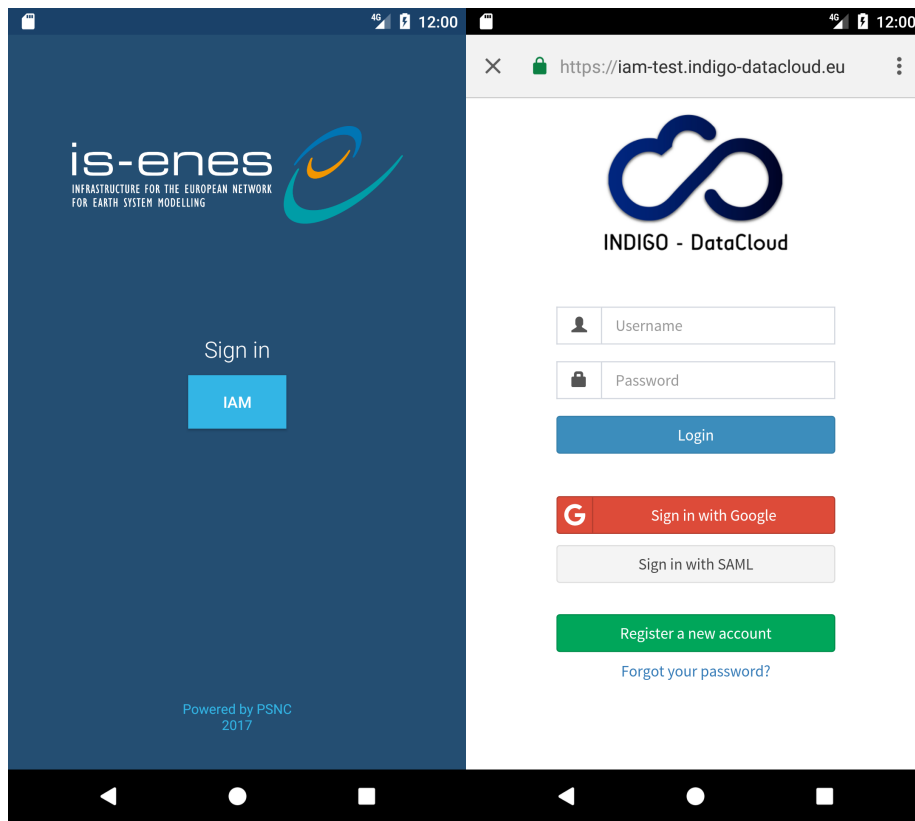 4G 12:00
is-enes
INFRASTRUCTURE FOR THE EUROPEAN NETWORK
FOR EARTH SYSTEM MODELLING
Sign in
IAM
Powered by PSNC
2017
4G 12:00
https://iam-test.indigo-datacloud.eu
INDIGO - DataCloud
Username
Password
Login
G Sign in with Google
Sign in with SAML
Register a new account
Forgot your password?